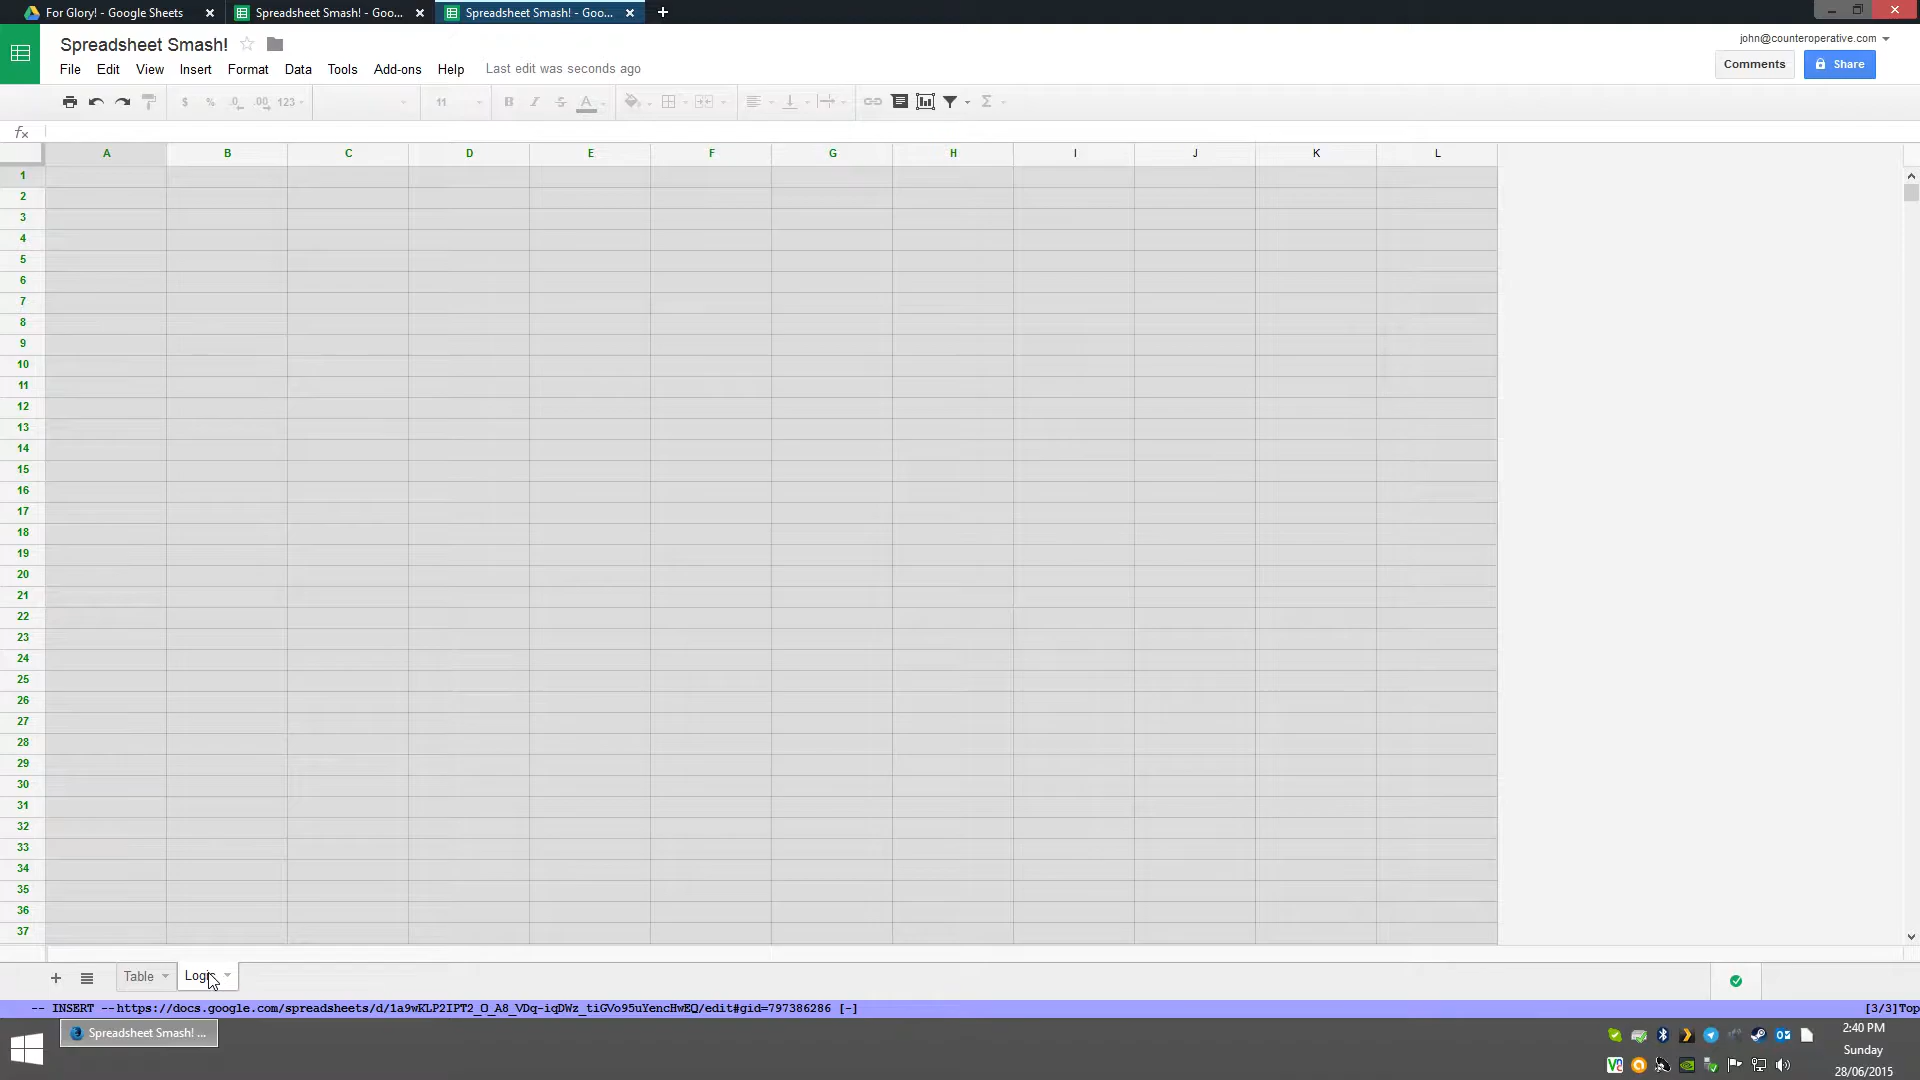 For Glory! - Google Sheets
Spreadsheet Smash! - Goo...
Spreadsheet Smash! - Goo...
Spreadsheet Smash!
john@counteroperative.com
File Edit View Insert Format Data Tools Add-ons Help Last edit was seconds ago
Comments
Share
$ % .0 .00 123 11 B I S A Σ
fx
A B C D E F G H I J K L
1
2
3
4
5
6
7
8
9
10
11
12
13
14
15
16
17
18
19
20
21
22
23
24
25
26
27
28
29
30
31
32
33
34
35
36
37
+ Table
-- INSERT --https://docs.google.com/spreadsheets/d/1a9wKLP2IPT2_O_A8_VDq-iqDWz_tiGVo95uYencHwEQ/edit#gid=797386286 [-] [3/3]Top
Spreadsheet Smash! ...
2:40 PM
Sunday
28/06/2015